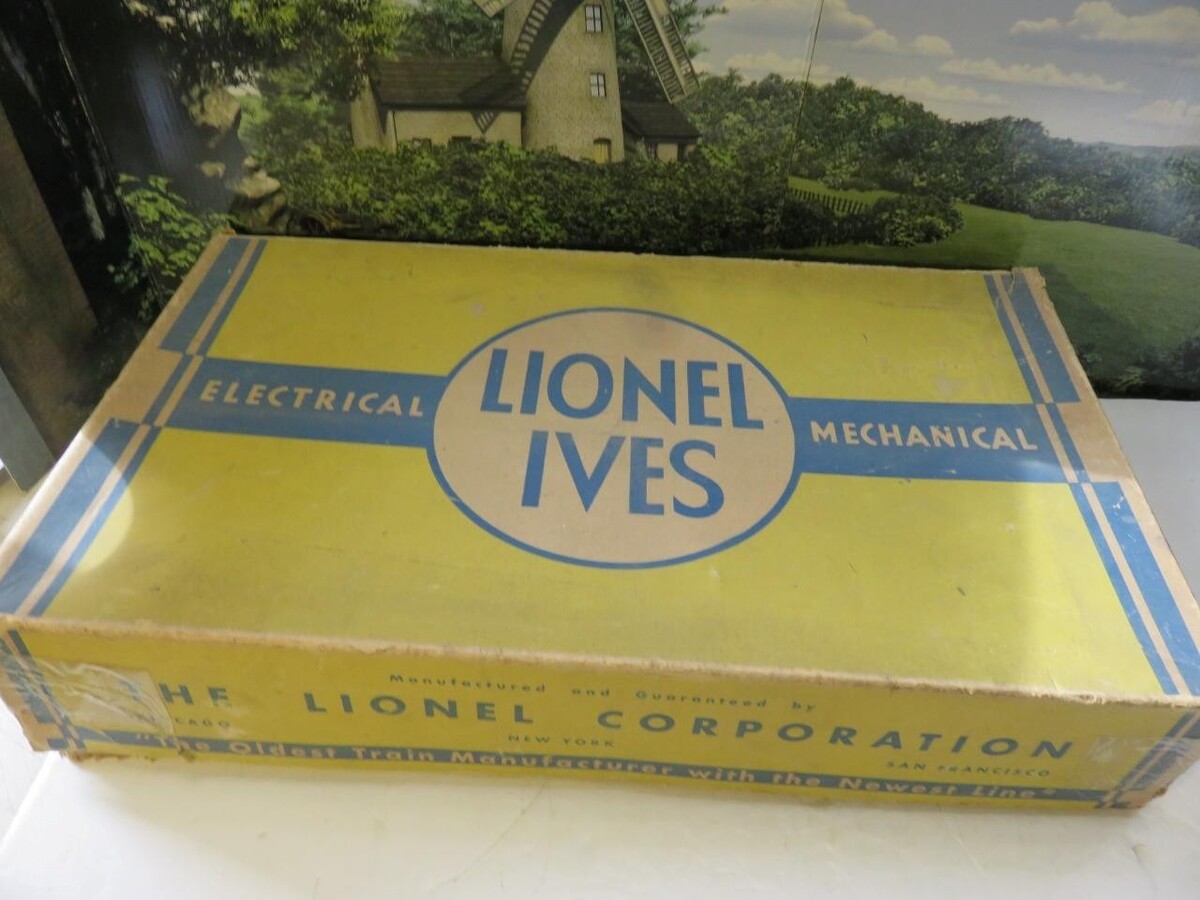 ELECTRICAL
LIONEL
IVES
MECHANICAL
Manufactured and Guaranteed by
HE LIONEL CORPORATION
CAGO NEW YORK SAN FRANCISCO
"The Oldest Train Manufacturer with the Newest Line"